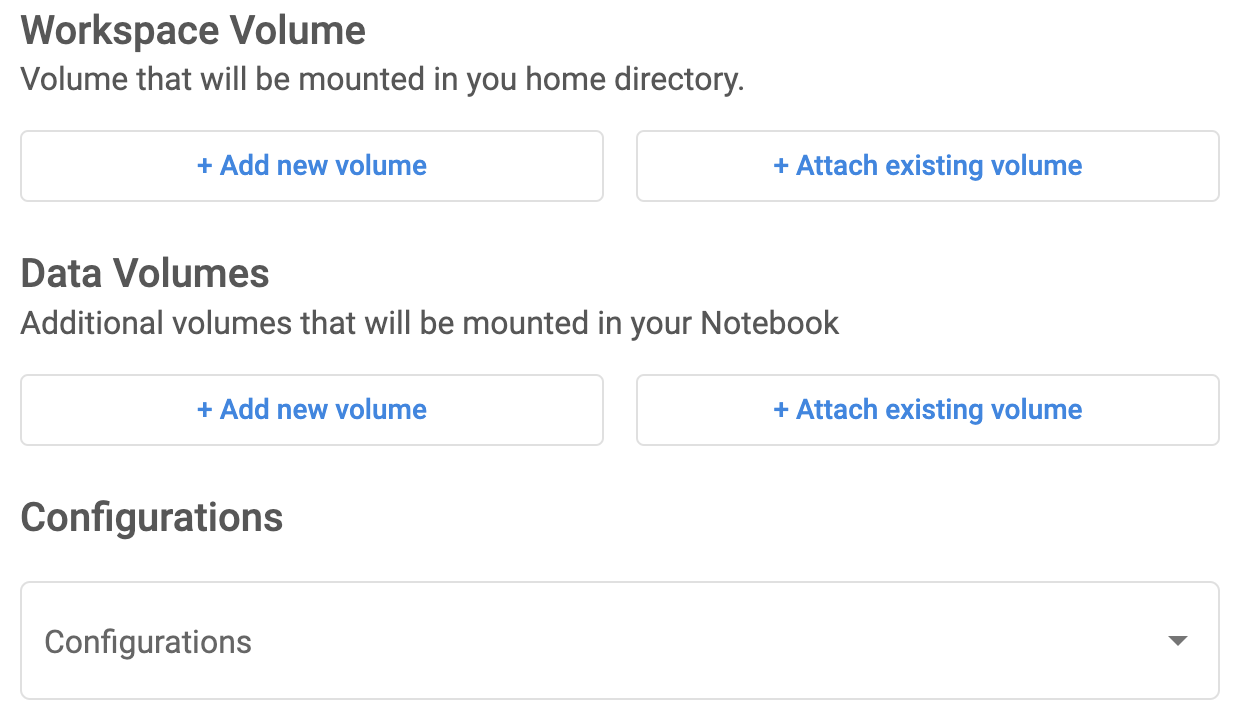 Workspace Volume
Volume that will be mounted in you home directory.
+ Add new volume
+ Attach existing volume
Data Volumes
Additional volumes that will be mounted in your Notebook
+ Add new volume
+ Attach existing volume
Configurations
Configurations